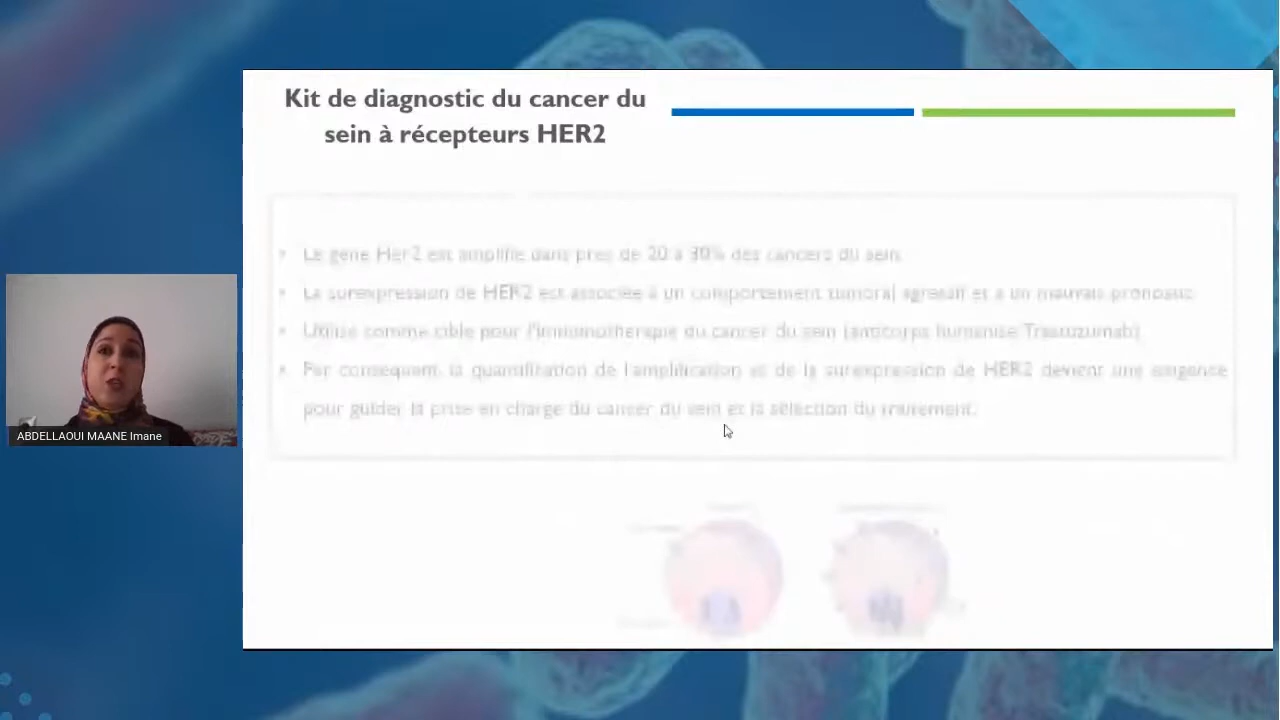 Kit de diagnostic du cancer du
sein à récepteurs HER2
• Le gene Her2 est amplifie dans pres de 20 à 30% des cancers du sein.
• La surexpression de HER2 est associée à un comportement tumoral agressif et à un mauvais pronostic
• Utilise comme cible pour l'immunotherapie du cancer du sein (anticorps humanise Trastuzumab).
• Par consequent, la quantification de l'amplification et de la surexpression de HER2 devient une exigence
pour guider la prise en charge du cancer du sein et la sélection du traitement.
ABDELLAOUI MAANE Imane